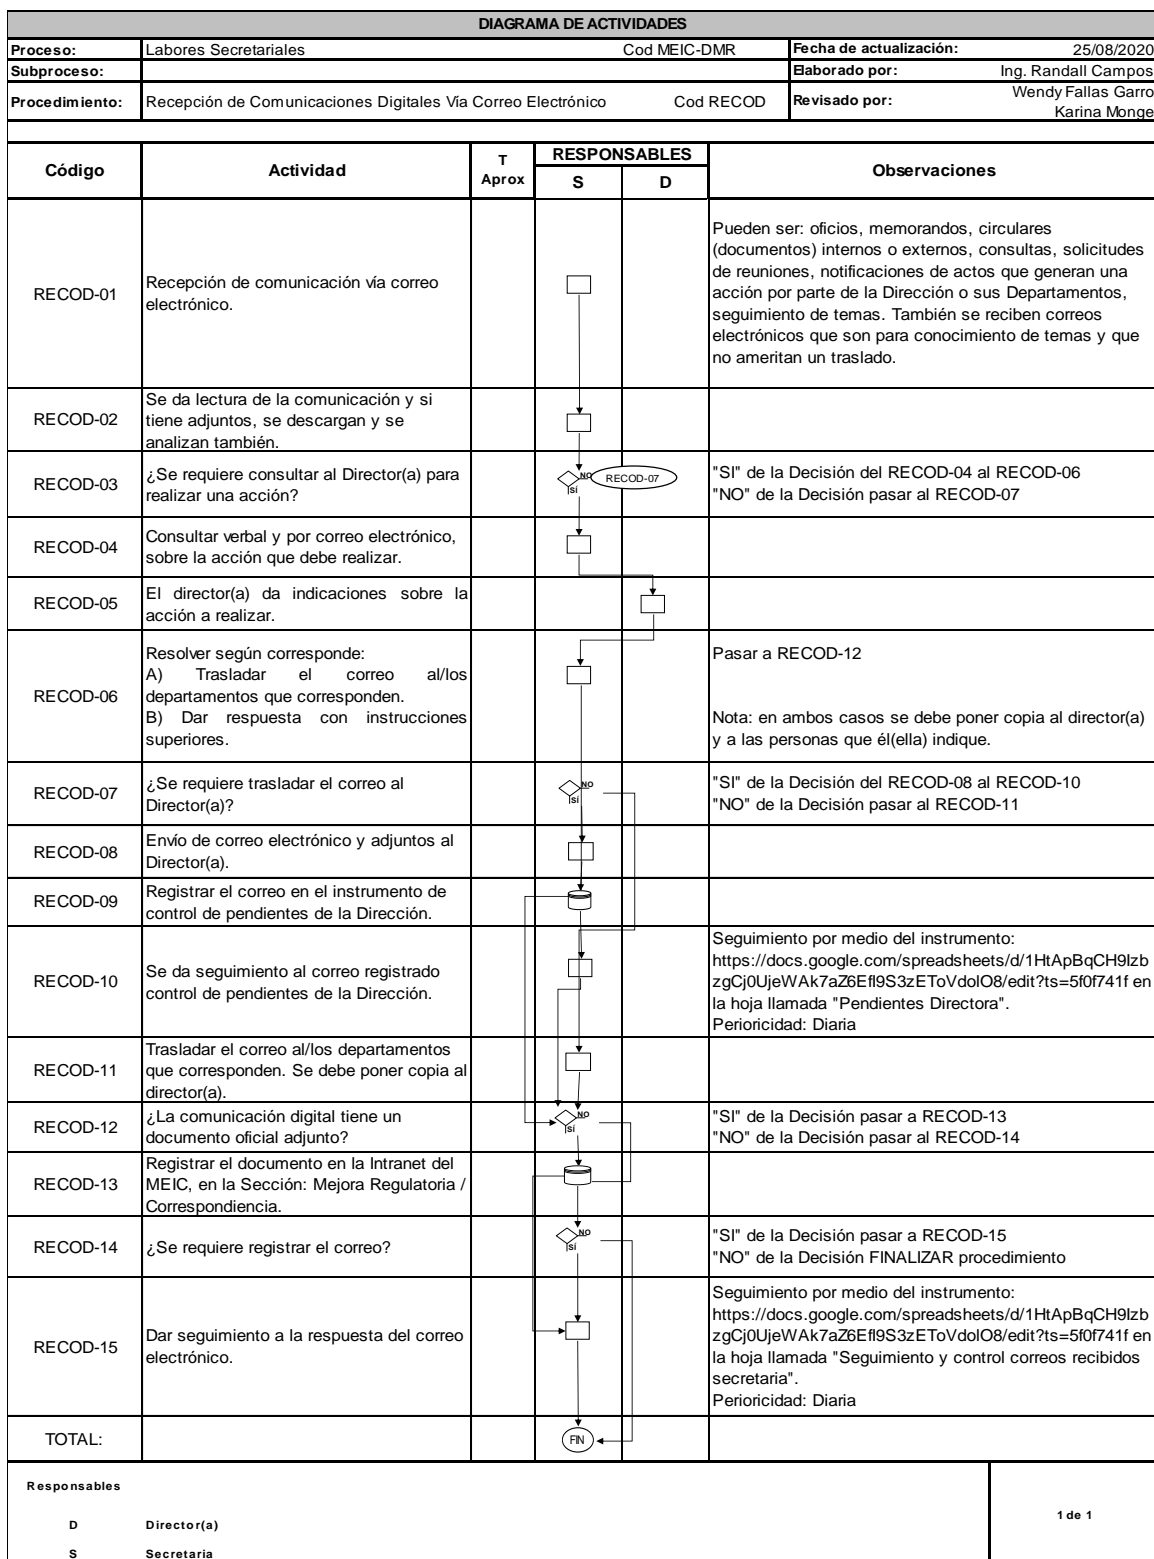 DIAGRAMA DE ACTIVIDADES
Proceso: Labores Secretariales Cod MEIC-DMR Fecha de actualización: 25/08/2020
Subproceso: Elaborado por: Ing. Randall Campos
Procedimiento: Recepción de Comunicaciones Digitales Vía Correo Electrónico Cod RECOD Revisado por: Wendy Fallas Garro
Karina Monge
Código Actividad T Aprox RESPONSABLES Observaciones
S D
RECOD-01
Recepción de comunicación vía correo
electrónico.
Pueden ser: oficios, memorandos, circulares
(documentos) internos o externos, consultas, solicitudes
de reuniones, notificaciones de actos que generan una
acción por parte de la Dirección o sus Departamentos,
seguimiento de temas. También se reciben correos
electrónicos que son para conocimiento de temas y que
no ameritan un traslado.
RECOD-02
Se da lectura de la comunicación y si
tiene adjuntos, se descargan y se
analizan también.
RECOD-03
¿Se requiere consultar al Director(a) para
realizar una acción?
NO
SÍ
RECOD-07
"SI" de la Decisión del RECOD-04 al RECOD-06
"NO" de la Decisión pasar al RECOD-07
RECOD-04
Consultar verbal y por correo electrónico,
sobre la acción que debe realizar.
RECOD-05
El director(a) da indicaciones sobre la
acción a realizar.
RECOD-06
Resolver según corresponde:
A) Trasladar el correo al/los
departamentos que corresponden.
B) Dar respuesta con instrucciones
superiores.
Pasar a RECOD-12
Nota: en ambos casos se debe poner copia al director(a)
y a las personas que él(ella) indique.
RECOD-07
¿Se requiere trasladar el correo al
Director(a)?
NO
SÍ
"SI" de la Decisión del RECOD-08 al RECOD-10
"NO" de la Decisión pasar al RECOD-11
RECOD-08
Envío de correo electrónico y adjuntos al
Director(a).
RECOD-09
Registrar el correo en el instrumento de
control de pendientes de la Dirección.
RECOD-10
Se da seguimiento al correo registrado
control de pendientes de la Dirección.
Seguimiento por medio del instrumento:
https://docs.google.com/spreadsheets/d/1HtApBqCH9Izb
zgCj0UjeWAk7aZ6EfI9S3zEToVdolO8/edit?ts=5f0f741f en
la hoja llamada "Pendientes Directora".
Perioricidad: Diaria
RECOD-11
Trasladar el correo al/los departamentos
que corresponden. Se debe poner copia al
director(a).
RECOD-12
¿La comunicación digital tiene un
documento oficial adjunto?
NO
SÍ
"SI" de la Decisión pasar a RECOD-13
"NO" de la Decisión pasar al RECOD-14
RECOD-13
Registrar el documento en la Intranet del
MEIC, en la Sección: Mejora Regulatoria /
Correspondiencia.
RECOD-14
¿Se requiere registrar el correo?
NO
SÍ
"SI" de la Decisión pasar a RECOD-15
"NO" de la Decisión FINALIZAR procedimiento
RECOD-15
Dar seguimiento a la respuesta del correo
electrónico.
Seguimiento por medio del instrumento:
https://docs.google.com/spreadsheets/d/1HtApBqCH9Izb
zgCj0UjeWAk7aZ6EfI9S3zEToVdolO8/edit?ts=5f0f741f en
la hoja llamada "Seguimiento y control correos recibidos
secretaria".
Perioricidad: Diaria
TOTAL:
FIN
Responsables
D Director(a)
S Secretaria
1 de 1